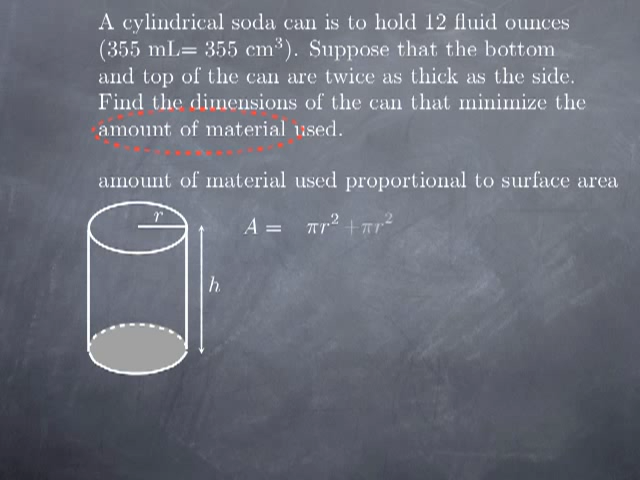 A cylindrical soda can is to hold 12 fluid ounces
(355 mL= 355 cm³). Suppose that the bottom
and top of the can are twice as thick as the side.
Find the dimensions of the can that minimize the
amount of material used.
amount of material used proportional to surface area
r
A = πr² + πr²
h